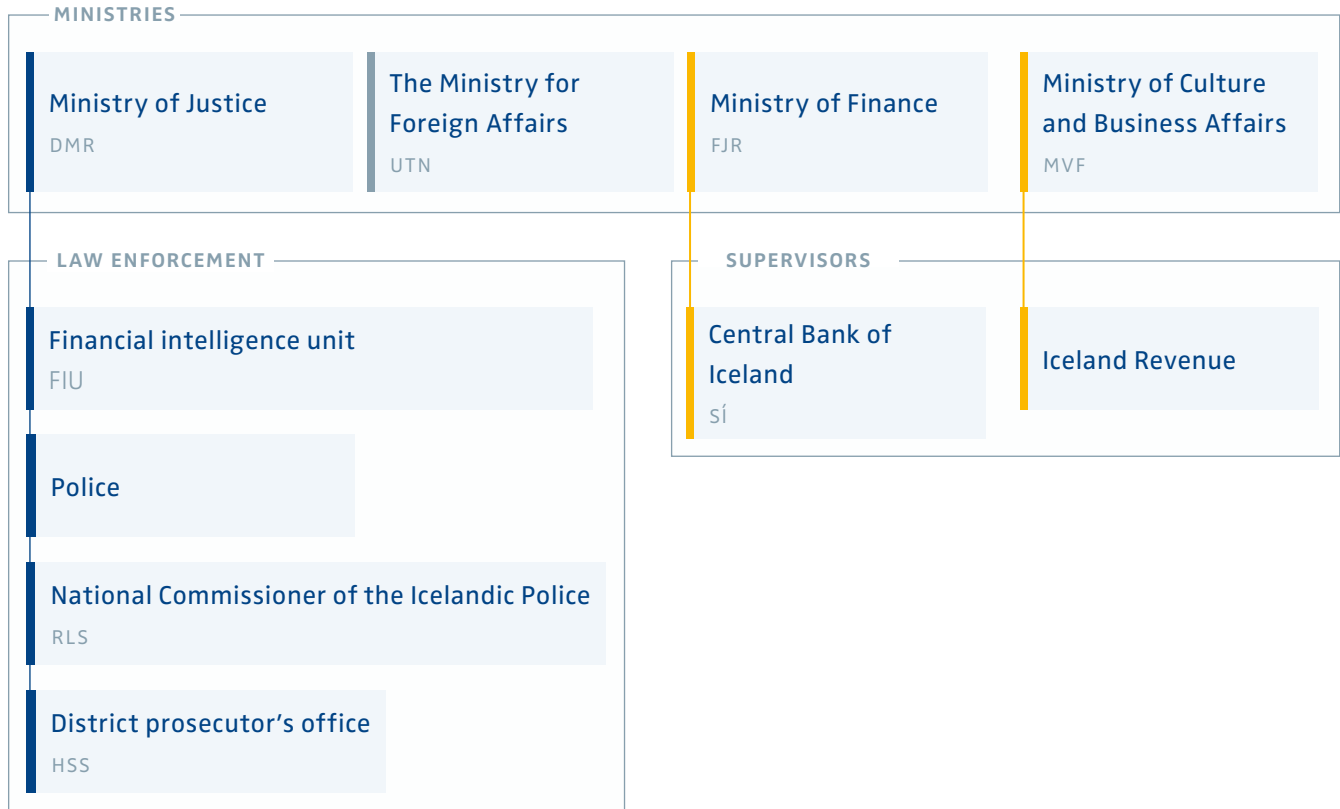 MINISTRIES
Ministry of Justice
DMR
The Ministry for
Foreign Affairs
UTN
Ministry of Finance
FJR
Ministry of Culture
and Business Affairs
MVF
LAW ENFORCEMENT
Financial intelligence unit
FIU
Police
National Commissioner of the Icelandic Police
RLS
District prosecutor’s office
HSS
SUPERVISORS
Central Bank of
Iceland
SÍ
Iceland Revenue